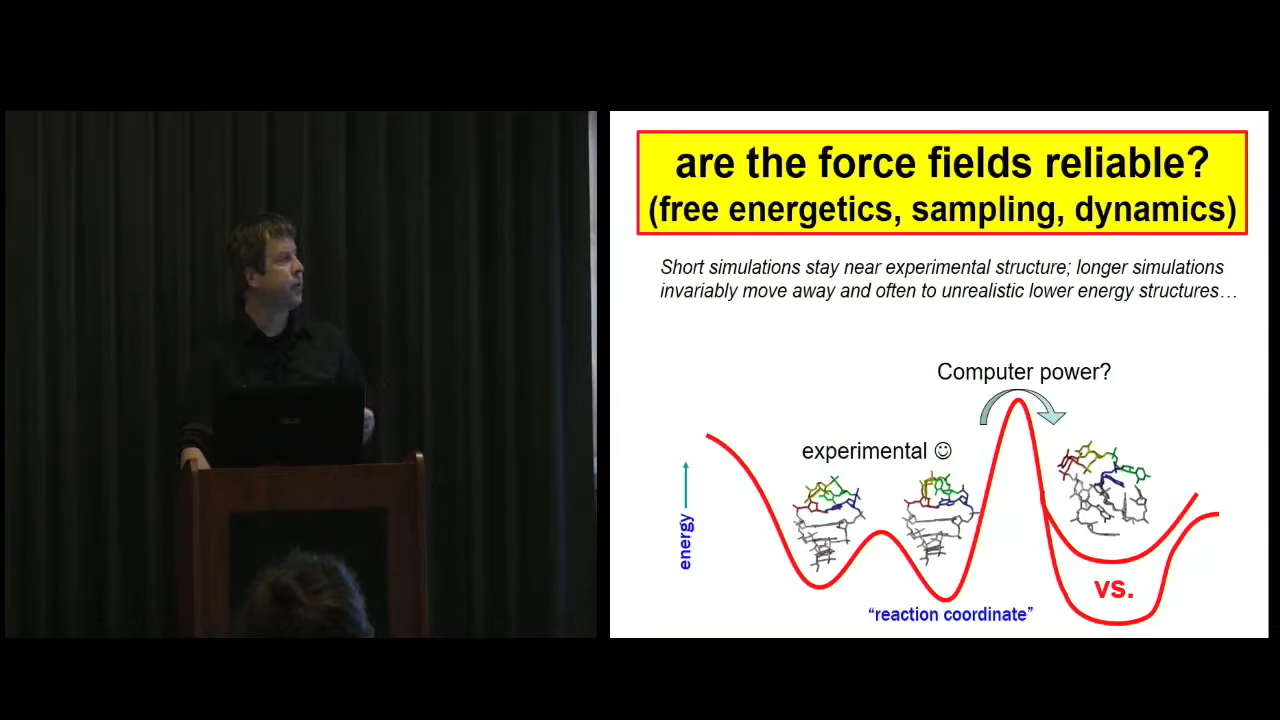 are the force fields reliable?
(free energetics, sampling, dynamics)
Short simulations stay near experimental structure; longer simulations
invariably move away and often to unrealistic lower energy structures…
Computer power?
experimental ☺
energy
vs.
“reaction coordinate”